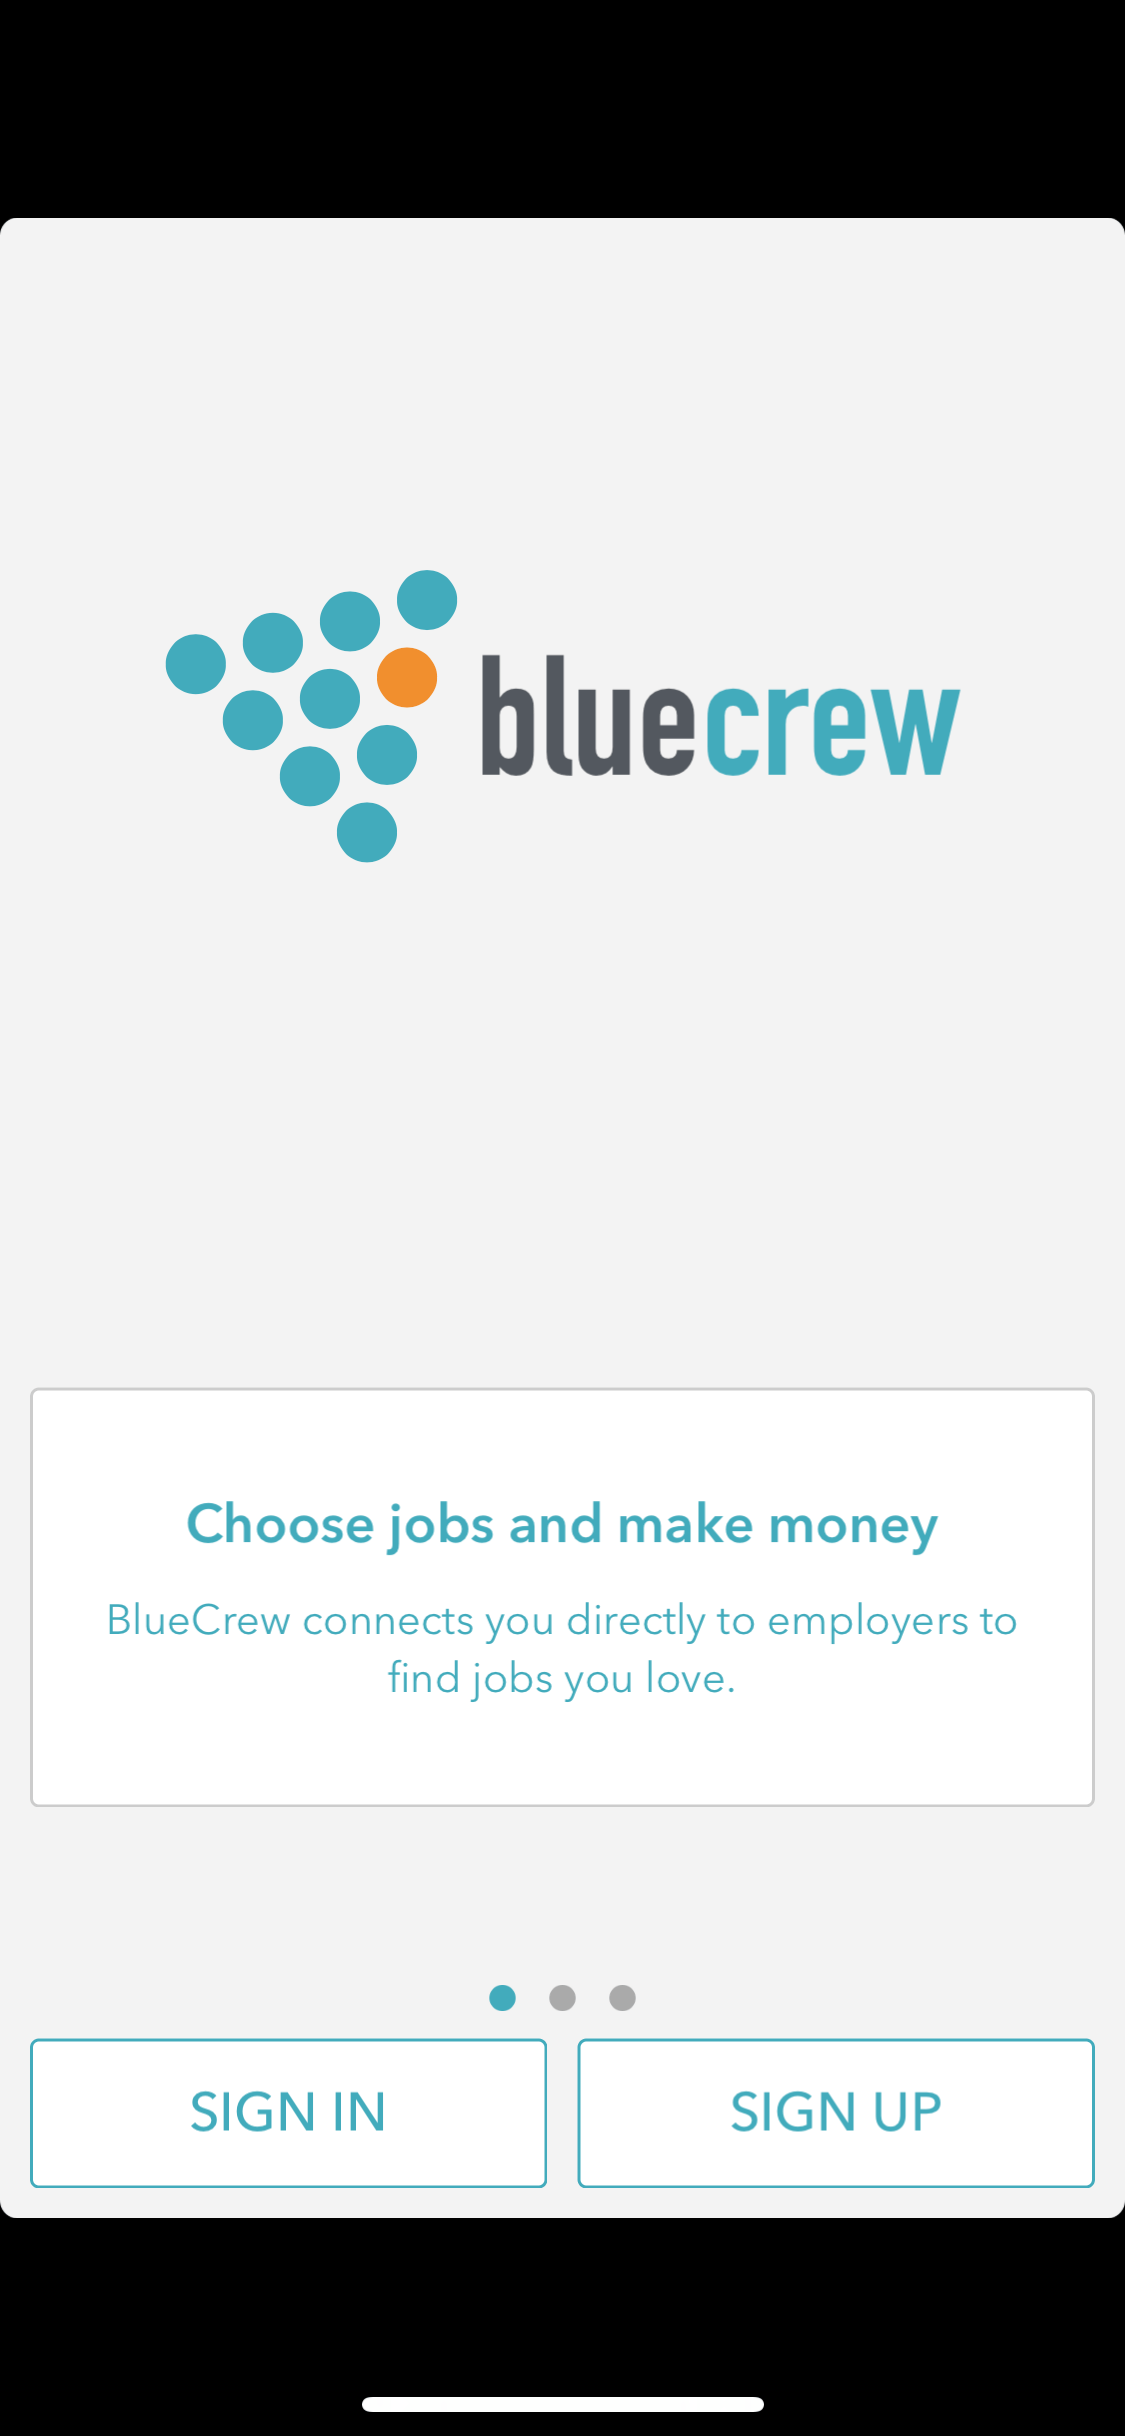 bluecrew
Choose jobs and make money
BlueCrew connects you directly to employers to
find jobs you love.
SIGN IN
SIGN UP